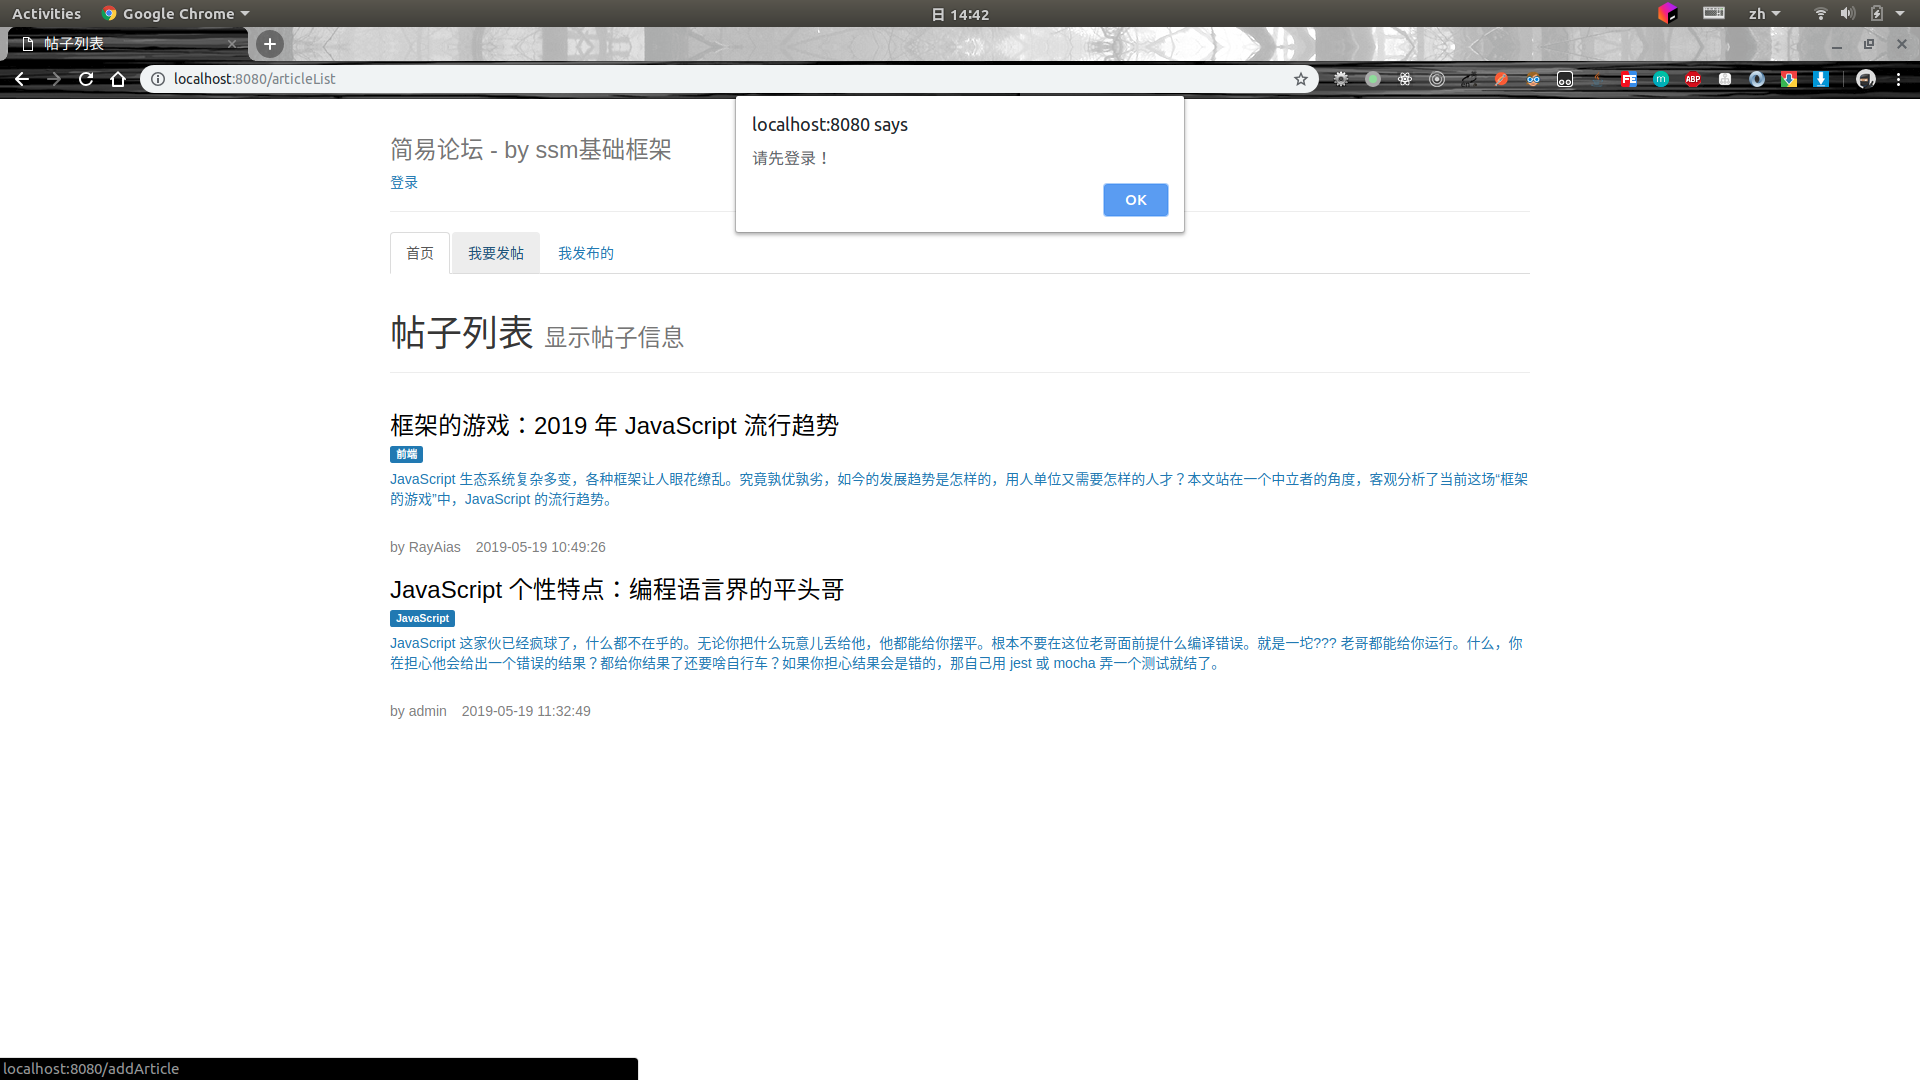 Activities
Google Chrome
日 14:42
zh
帖子列表
localhost:8080/articleList
FE
m
ABP
localhost:8080 says
请先登录！
OK
简易论坛 - by ssm基础框架
登录
首页
我要发帖
我发布的
帖子列表 显示帖子信息
框架的游戏：2019 年 JavaScript 流行趋势
前端
JavaScript 生态系统复杂多变，各种框架让人眼花缭乱。究竟孰优孰劣，如今的发展趋势是怎样的，用人单位又需要怎样的人才？本文站在一个中立者的角度，客观分析了当前这场“框架
的游戏”中，JavaScript 的流行趋势。
by RayAias 2019-05-19 10:49:26
JavaScript 个性特点：编程语言界的平头哥
JavaScript
JavaScript 这家伙已经疯球了，什么都不在乎的。无论你把什么玩意儿丢给他，他都能给你摆平。根本不要在这位老哥面前提什么编译错误。就是一坨??? 老哥都能给你运行。什么，你
在担心他会给出一个错误的结果？都给你结果了还要啥自行车？如果你担心结果会是错的，那自己用 jest 或 mocha 弄一个测试就结了。
by admin 2019-05-19 11:32:49
localhost:8080/addArticle